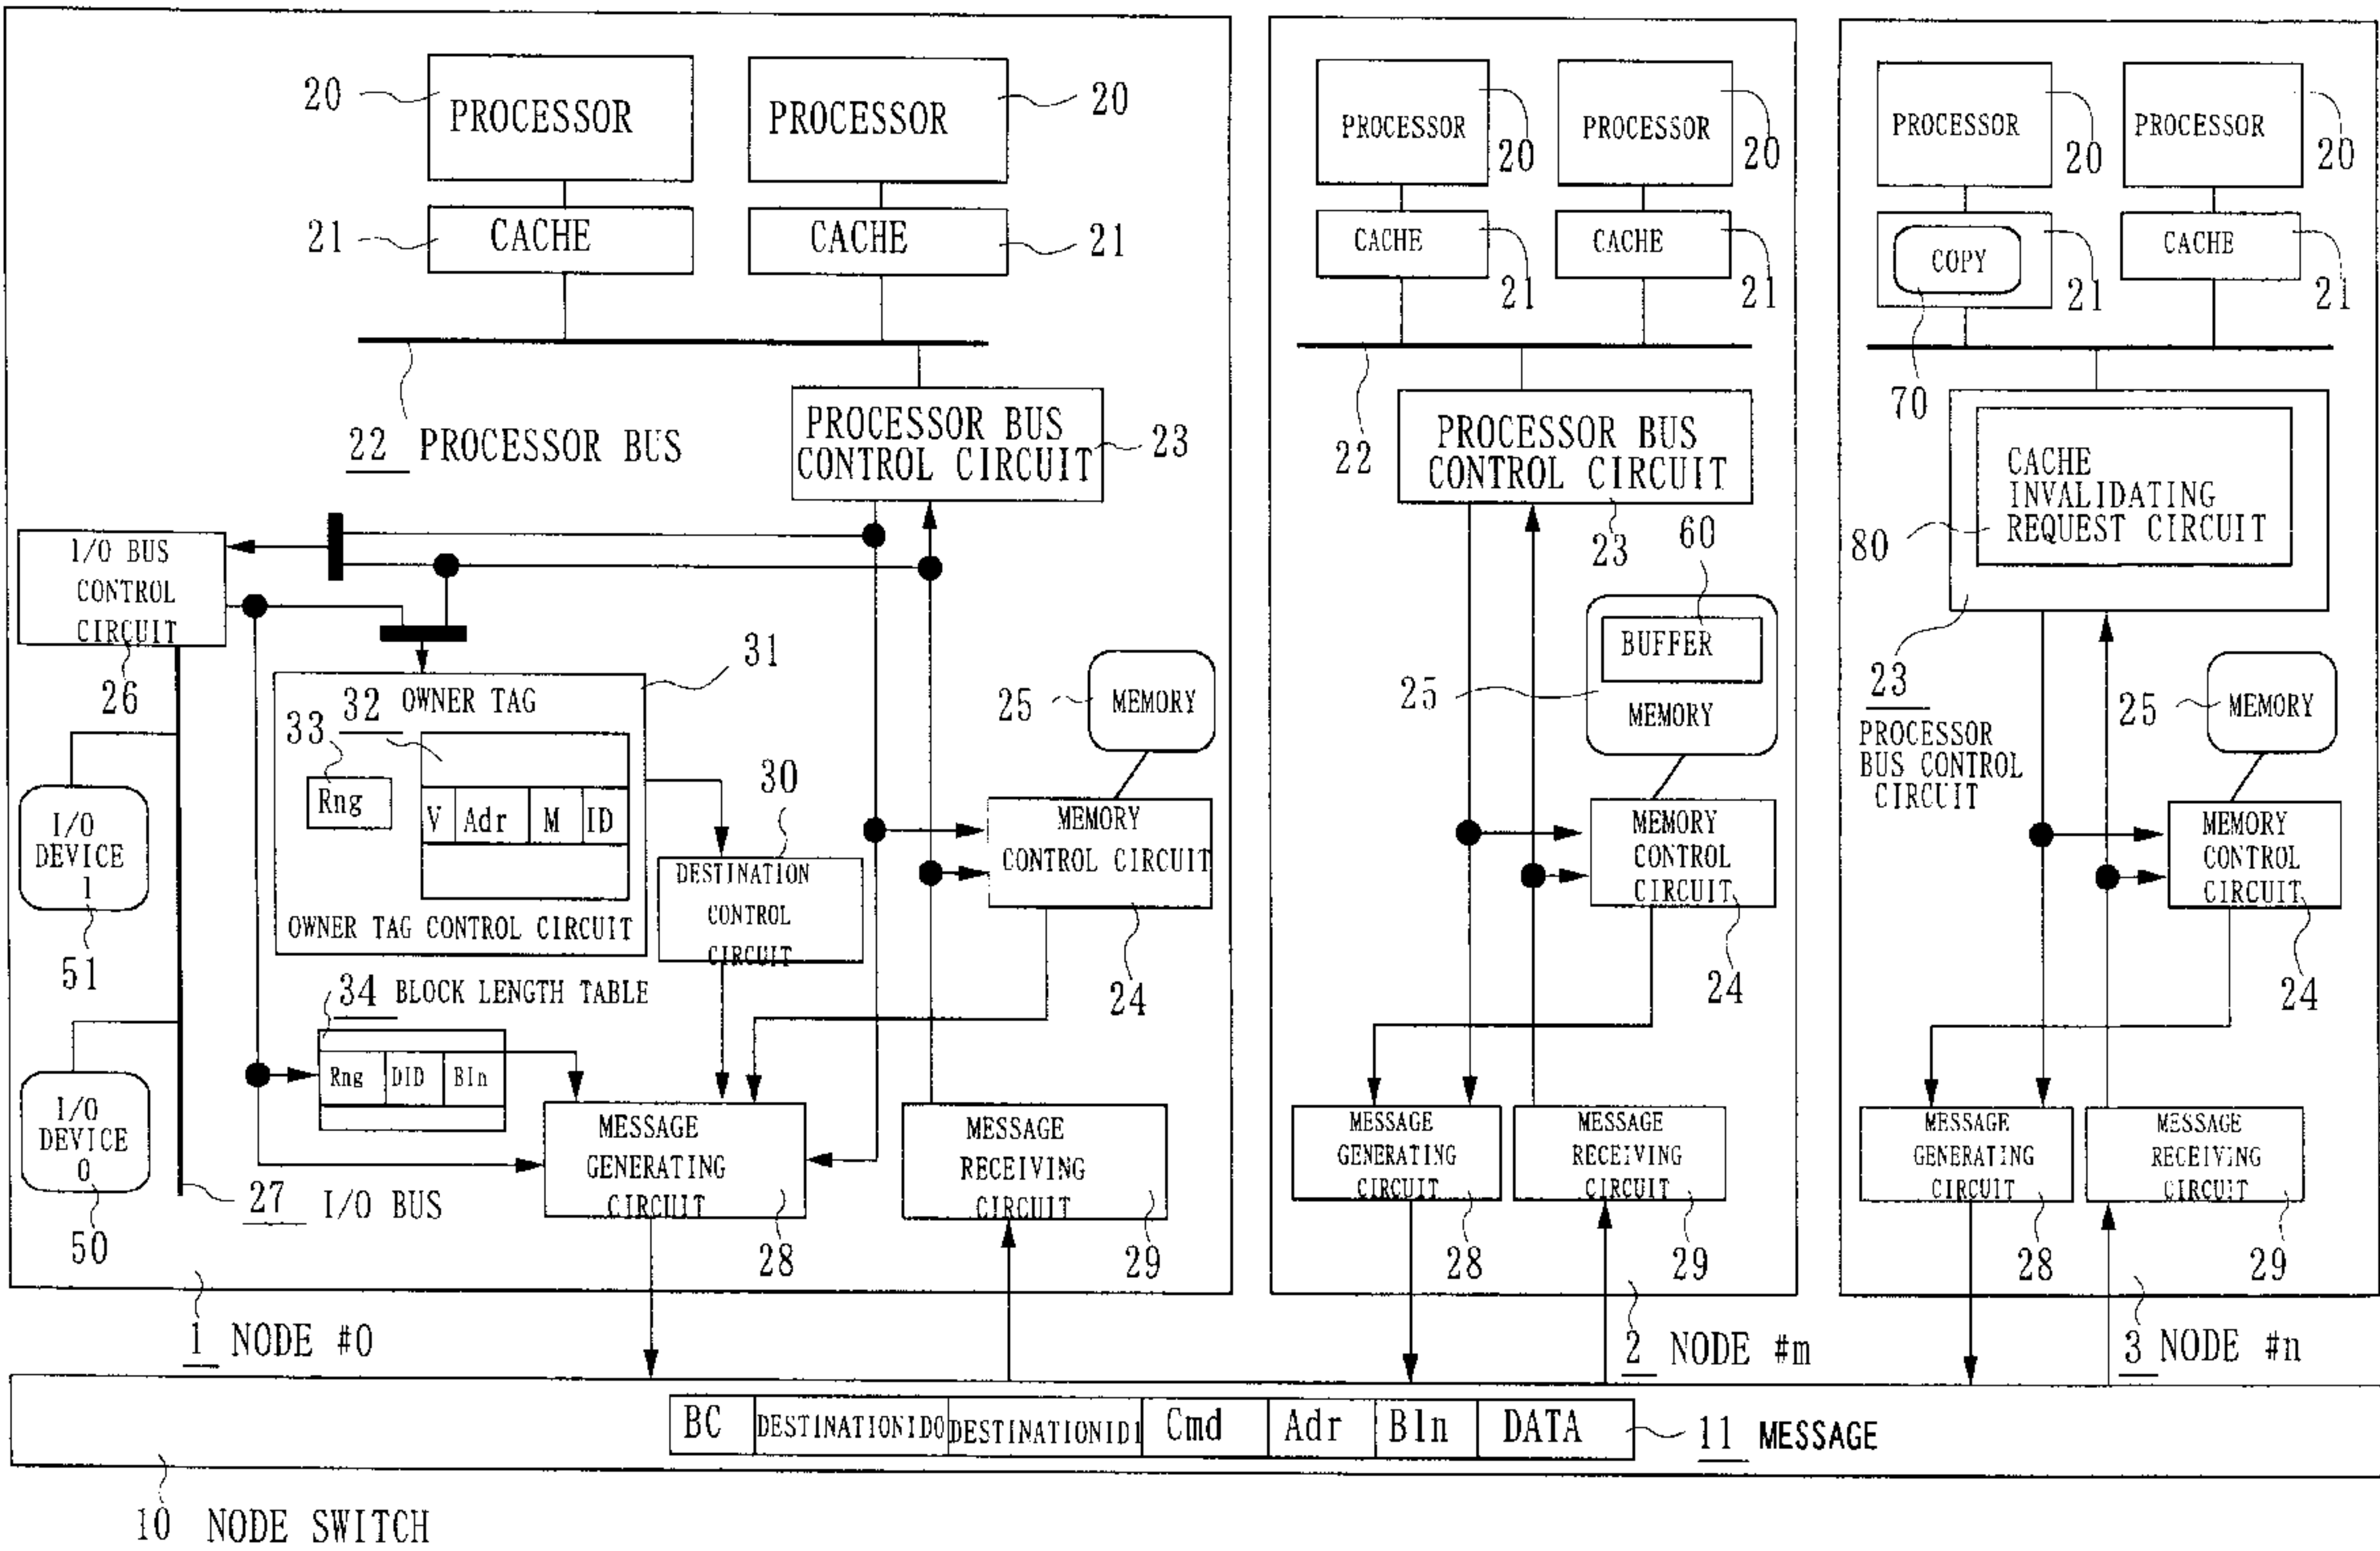 PROCESSOR
20
PROCESSOR
20
CACHE
21
CACHE
21
22 PROCESSOR BUS
PROCESSOR BUS
CONTROL CIRCUIT
23
I/O BUS
CONTROL
CIRCUIT
26
31
32 OWNER TAG
33
Rng
V Adr M ID
OWNER TAG CONTROL CIRCUIT
30
DESTINATION
CONTROL
CIRCUIT
25
MEMORY
MEMORY
CONTROL CIRCUIT
24
I/O
DEVICE
1
51
34 BLOCK LENGTH TABLE
Rng DID Bln
I/O
DEVICE
0
50
27 I/O BUS
MESSAGE
GENERATING
CIRCUIT
28
MESSAGE
RECEIVING
CIRCUIT
29
1 NODE #0
PROCESSOR
20
PROCESSOR
20
CACHE
21
CACHE
21
22
PROCESSOR BUS
CONTROL CIRCUIT
23
60
BUFFER
25
MEMORY
MEMORY
CONTROL
CIRCUIT
24
MESSAGE
GENERATING
CIRCUIT
28
MESSAGE
RECEIVING
CIRCUIT
29
2 NODE #m
PROCESSOR
20
PROCESSOR
20
COPY
21
CACHE
21
70
CACHE
INVALIDATING
REQUEST CIRCUIT
80
23
PROCESSOR
BUS CONTROL
CIRCUIT
25
MEMORY
MEMORY
CONTROL
CIRCUIT
24
MESSAGE
GENERATING
CIRCUIT
28
MESSAGE
RECEIVING
CIRCUIT
29
3 NODE #n
BC DESTINATIONID0 DESTINATIONID1 Cmd Adr Bln DATA
11 MESSAGE
10 NODE SWITCH